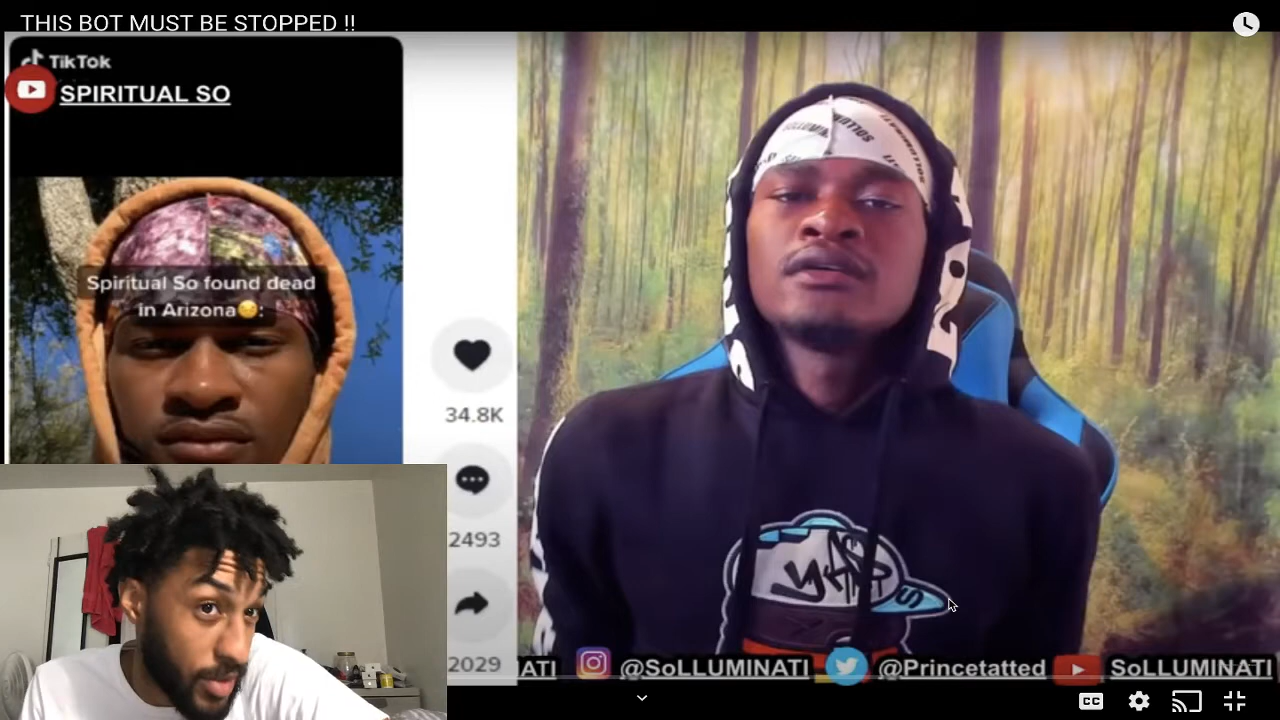 THIS BOT MUST BE STOPPED !!
TikTok
SPIRITUAL SO
Spiritual So found dead
in Arizona😔:
34.8K
2493
2029
ATI @SoLLUMINATI @Princetatted SoLLUMINATI
CC